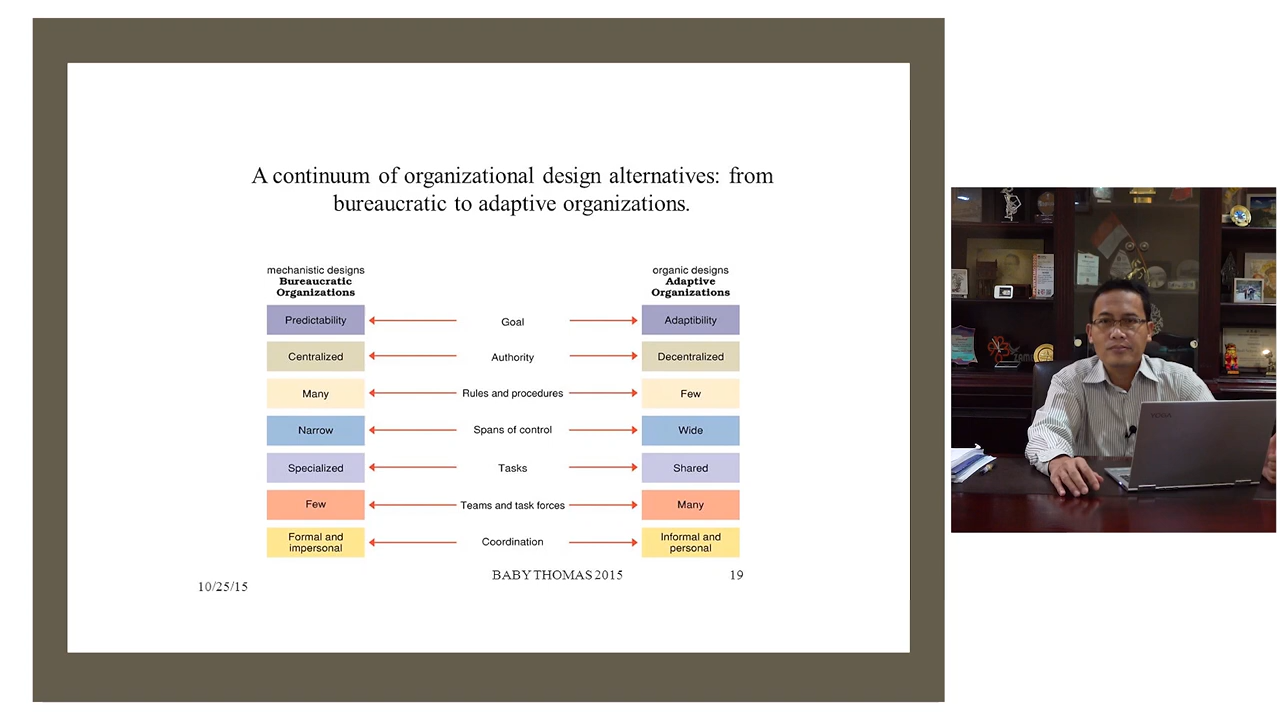 A continuum of organizational design alternatives: from
bureaucratic to adaptive organizations.
mechanistic designs
Bureaucratic
Organizations
organic designs
Adaptive
Organizations
Predictability
Goal
Adaptibility
Centralized
Authority
Decentralized
Many
Rules and procedures
Few
Narrow
Spans of control
Wide
Specialized
Tasks
Shared
Few
Teams and task forces
Many
Formal and
impersonal
Coordination
Informal and
personal
BABY THOMAS 2015
19
10/25/15
YOGA